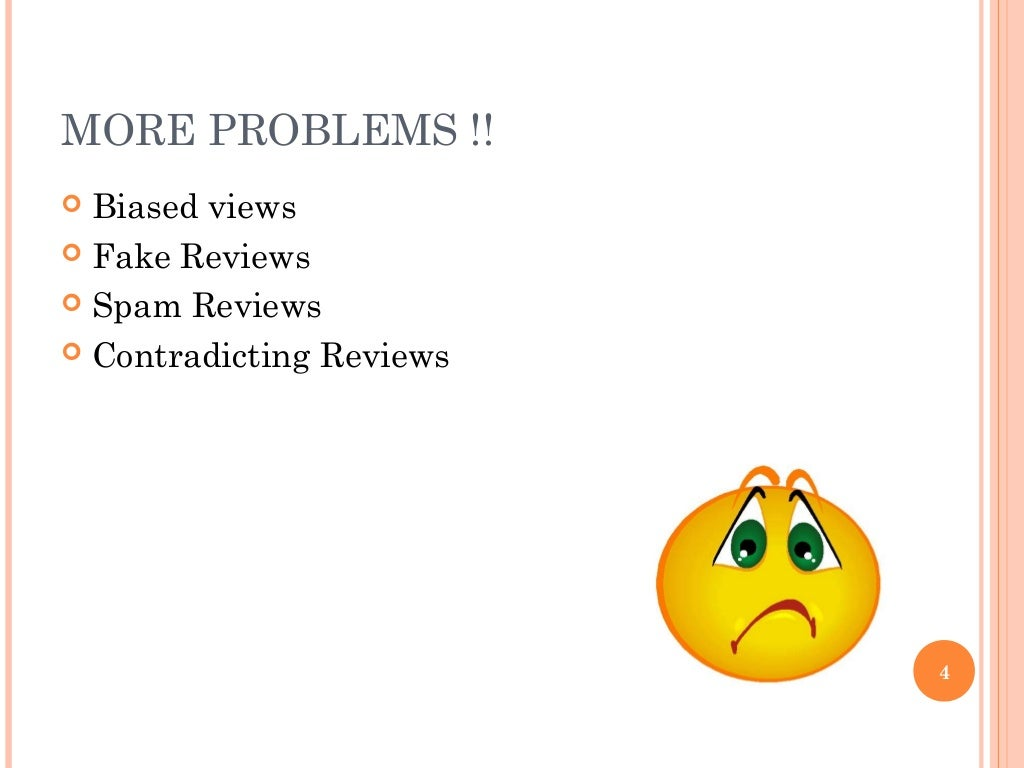 MORE PROBLEMS !!
Biased views
Fake Reviews
Spam Reviews
Contradicting Reviews
4